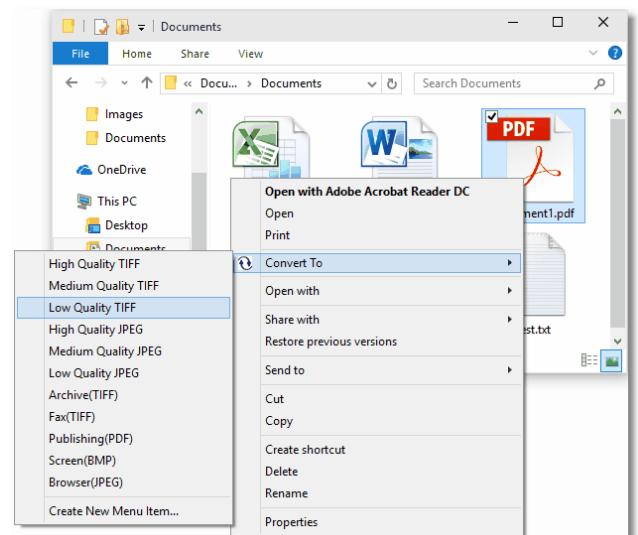 Documents
File Home Share View
« Docu... › Documents Search Documents
Images
Documents
OneDrive
This PC
Desktop
Documents
PDF
ment1.pdf
est.txt
Open with Adobe Acrobat Reader DC
Open
Print
Convert To
Open with
Share with
Restore previous versions
Send to
Cut
Copy
Create shortcut
Delete
Rename
Properties
High Quality TIFF
Medium Quality TIFF
Low Quality TIFF
High Quality JPEG
Medium Quality JPEG
Low Quality JPEG
Archive(TIFF)
Fax(TIFF)
Publishing(PDF)
Screen(BMP)
Browser(JPEG)
Create New Menu Item...